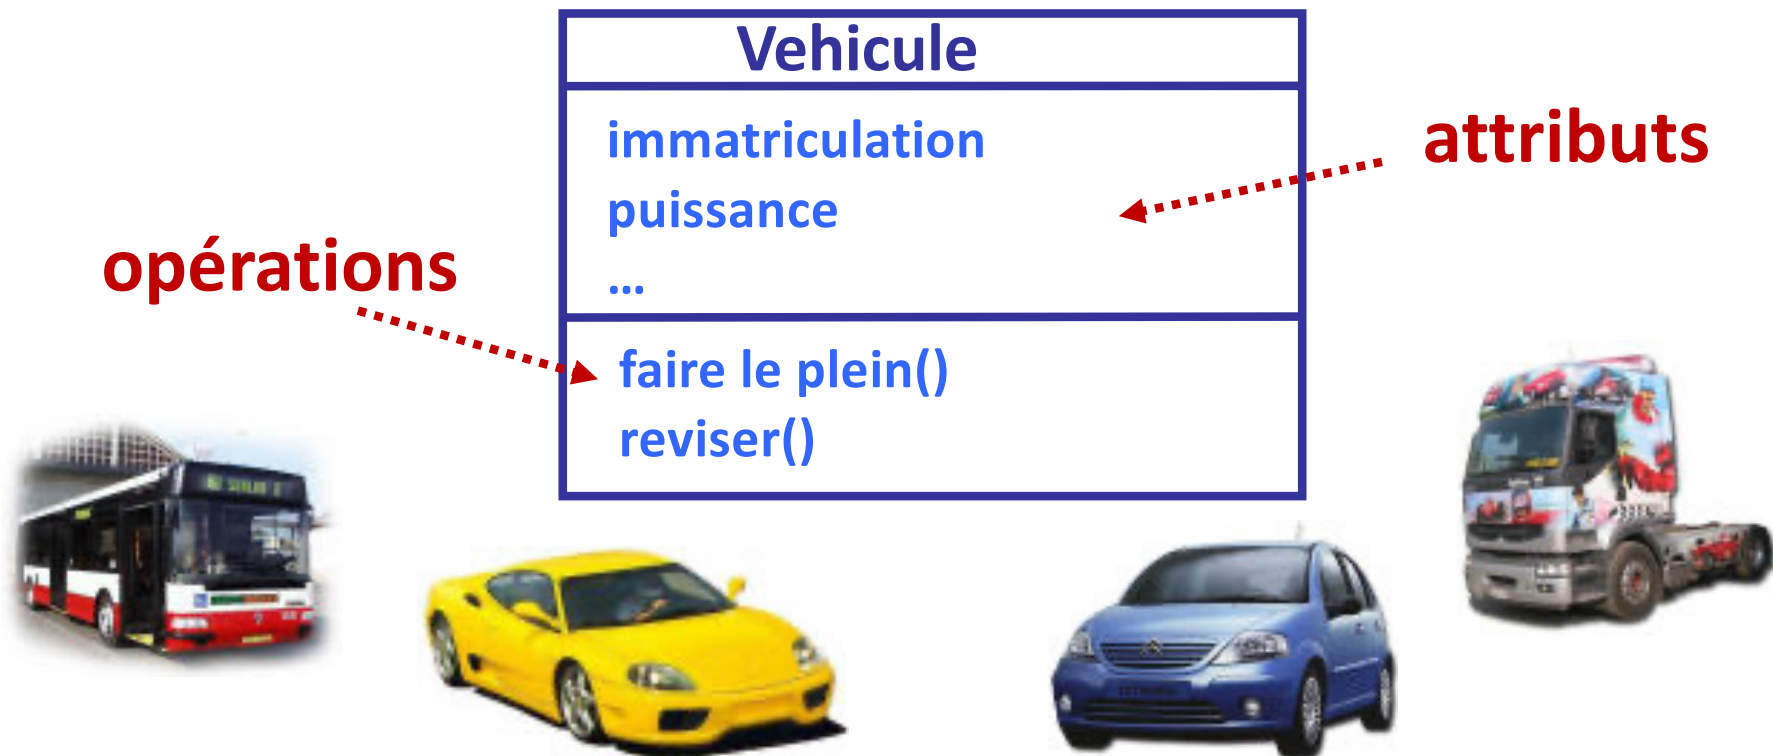 Vehicule
immatriculation
attributs
puissance
opérations
...
faire le plein()
reviser()